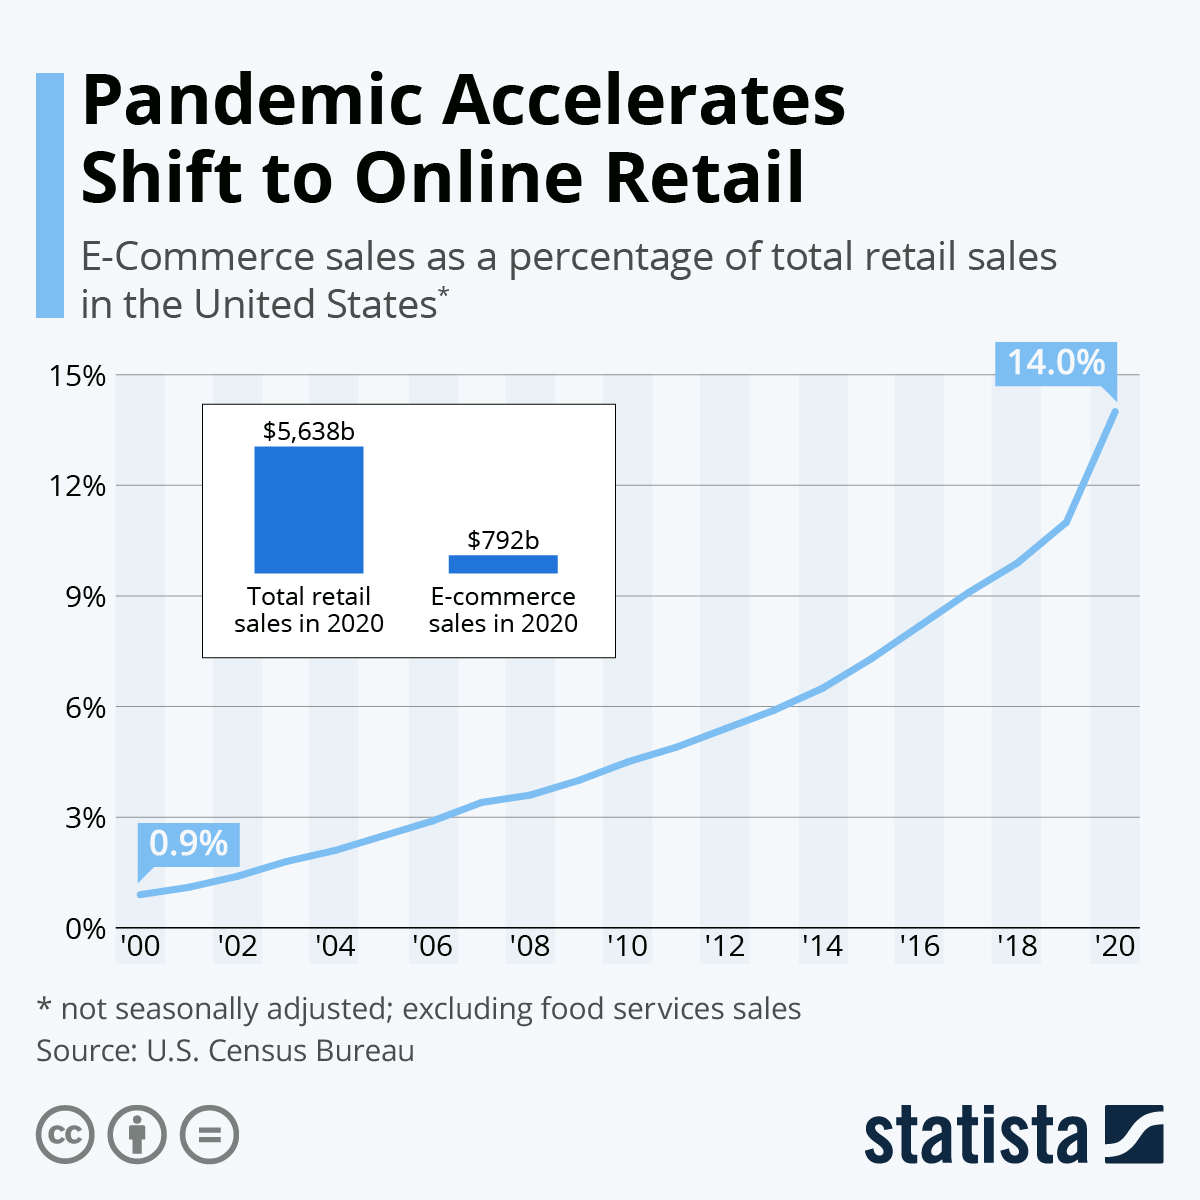 Pandemic Accelerates
Shift to Online Retail
E-Commerce sales as a percentage of total retail sales
in the United States*
15%
12%
9%
6%
3%
0%
14.0%
0.9%
$5,638b
$792b
Total retail
sales in 2020
E-commerce
sales in 2020
'00 '02 '04 '06 '08 '10 '12 '14 '16 '18 '20
* not seasonally adjusted; excluding food services sales
Source: U.S. Census Bureau
cc
=
statista